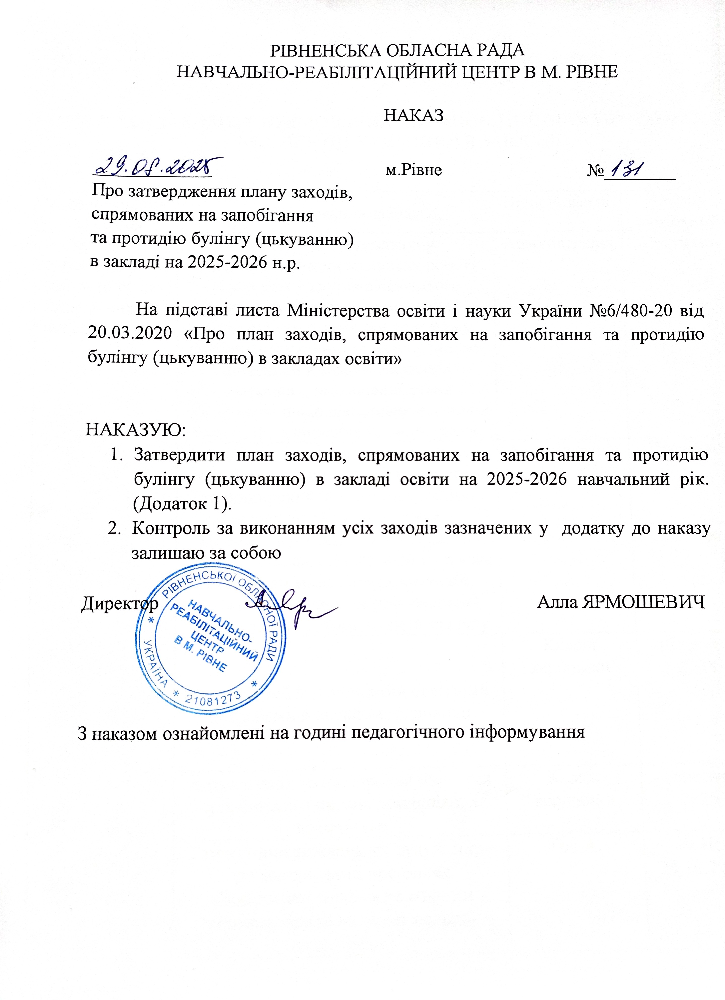 РІВНЕНСЬКА ОБЛАСНА РАДА
НАВЧАЛЬНО-РЕАБІЛІТАЦІЙНИЙ ЦЕНТР В М. РІВНЕ
НАКАЗ
29.08.2025 м.Рівне № 131
Про затвердження плану заходів,
спрямованих на запобігання
та протидію булінгу (цькуванню)
в закладі на 2025-2026 н.р.
На підставі листа Міністерства освіти і науки України №6/480-20 від
20.03.2020 «Про план заходів, спрямованих на запобігання та протидію
булінгу (цькуванню) в закладах освіти»
НАКАЗУЮ:
1. Затвердити план заходів, спрямованих на запобігання та протидію
булінгу (цькуванню) в закладі освіти на 2025-2026 навчальний рік.
(Додаток 1).
2. Контроль за виконанням усіх заходів зазначених у додатку до наказу
залишаю за собою
Директор Алла ЯРМОШЕВИЧ
РІВНЕНСЬКОЇ ОБЛАСНОЇ РАДИ
НАВЧАЛЬНО-
РЕАБІЛІТАЦІЙНИЙ
ЦЕНТР
В М. РІВНЕ
* УКРАЇНА * 21081273 *
З наказом ознайомлені на годині педагогічного інформування